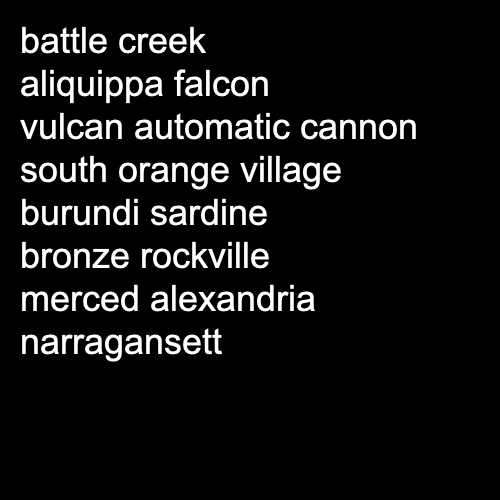 battle creek
aliquippa falcon
vulcan automatic cannon
south orange village
burundi sardine
bronze rockville
merced alexandria
narragansett